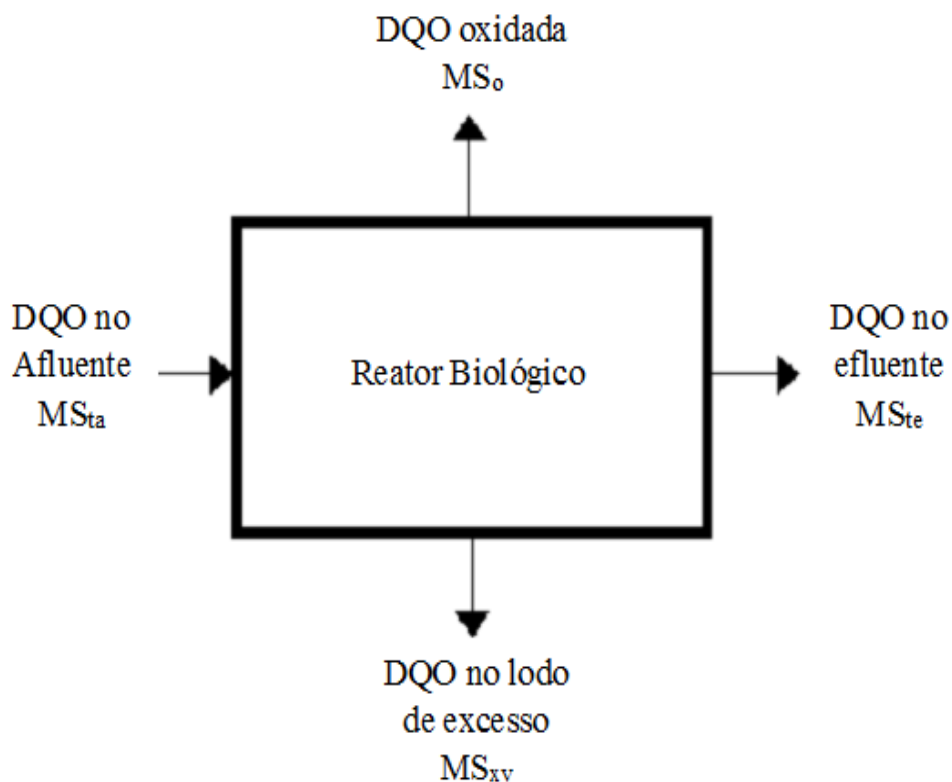 DQO oxidada
MSₒ
DQO no
Afluente
MSₜₐ
Reator Biológico
DQO no
efluente
MSₜₑ
DQO no lodo
de excesso
MSₓᵥ